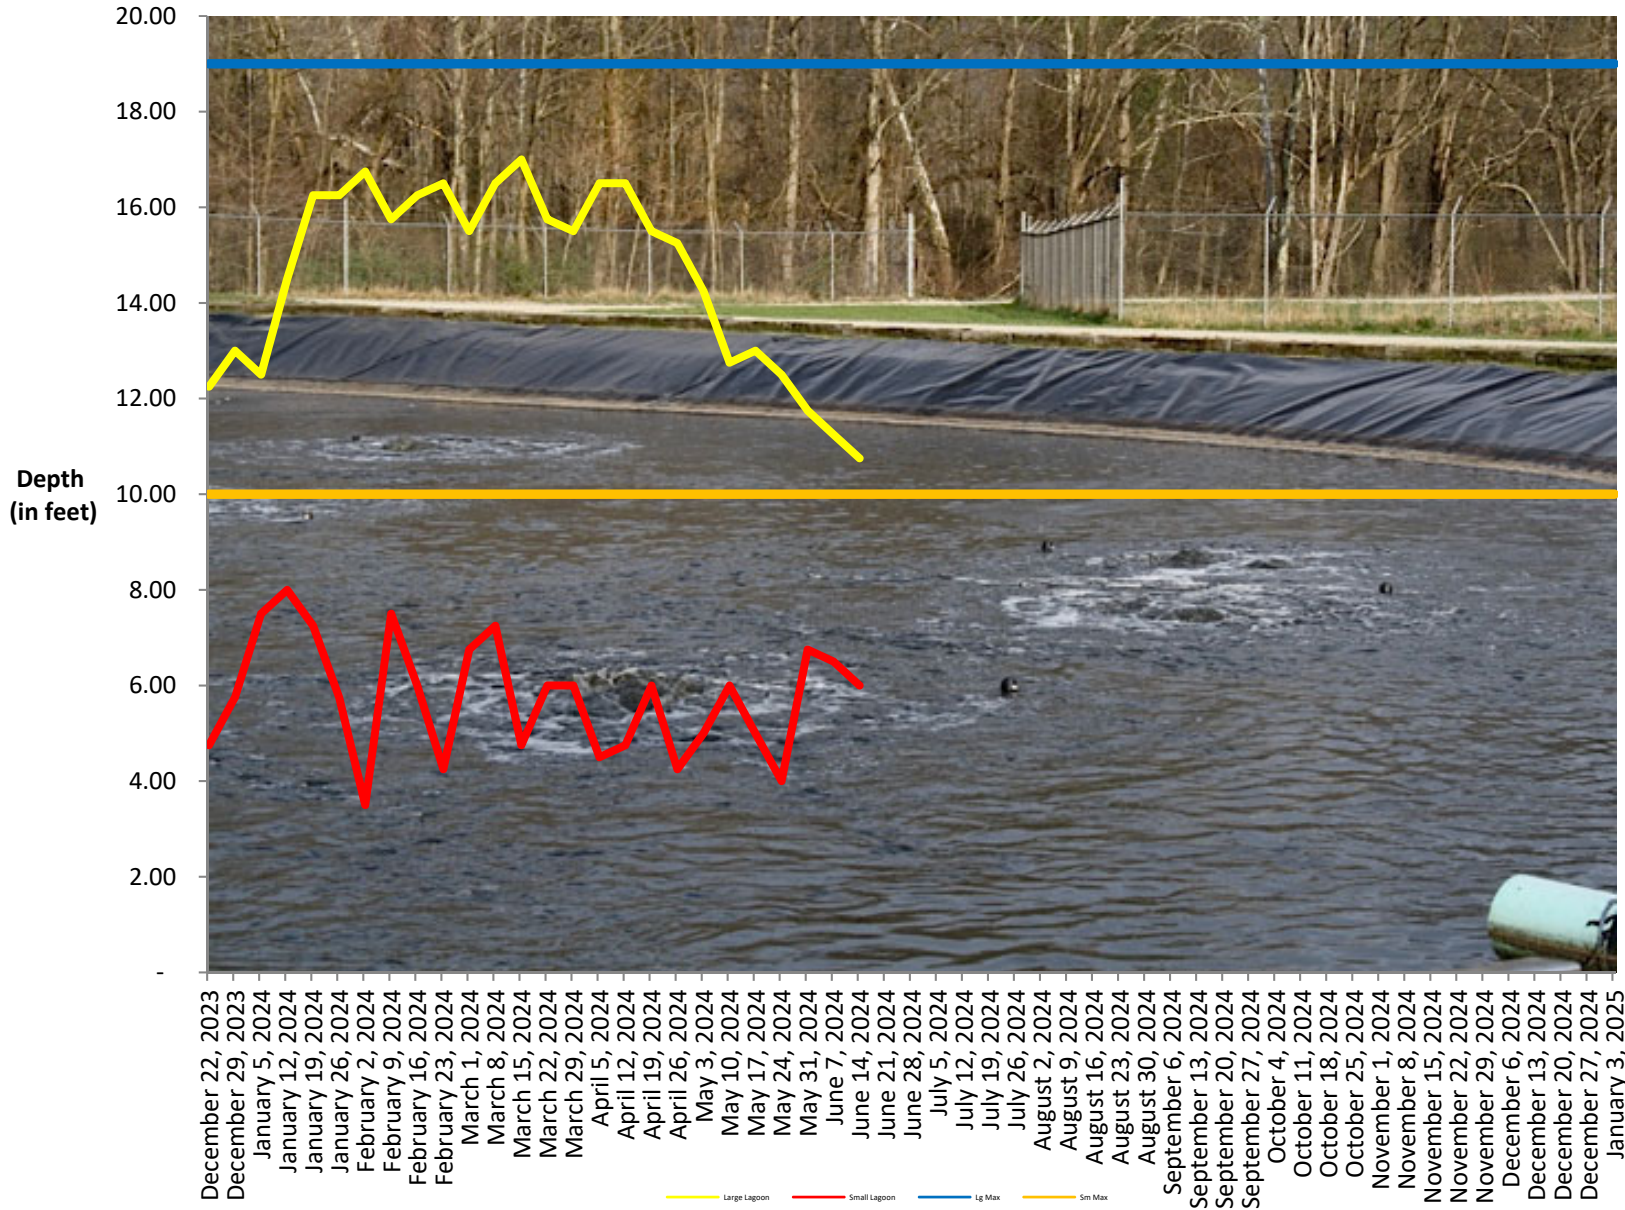 20.00
18.00
16.00
14.00
12.00
10.00
8.00
6.00
4.00
2.00
-
Depth
(in feet)
December 22, 2023
December 29, 2023
January 5, 2024
January 12, 2024
January 19, 2024
January 26, 2024
February 2, 2024
February 9, 2024
February 16, 2024
February 23, 2024
March 1, 2024
March 8, 2024
March 15, 2024
March 22, 2024
March 29, 2024
April 5, 2024
April 12, 2024
April 19, 2024
April 26, 2024
May 3, 2024
May 10, 2024
May 17, 2024
May 24, 2024
May 31, 2024
June 7, 2024
June 14, 2024
June 21, 2024
June 28, 2024
July 5, 2024
July 12, 2024
July 19, 2024
July 26, 2024
August 2, 2024
August 9, 2024
August 16, 2024
August 23, 2024
August 30, 2024
September 6, 2024
September 13, 2024
September 20, 2024
September 27, 2024
October 4, 2024
October 11, 2024
October 18, 2024
October 25, 2024
November 1, 2024
November 8, 2024
November 15, 2024
November 22, 2024
November 29, 2024
December 6, 2024
December 13, 2024
December 20, 2024
December 27, 2024
January 3, 2025
Large Lagoon
Small Lagoon
Lg Max
Sm Max